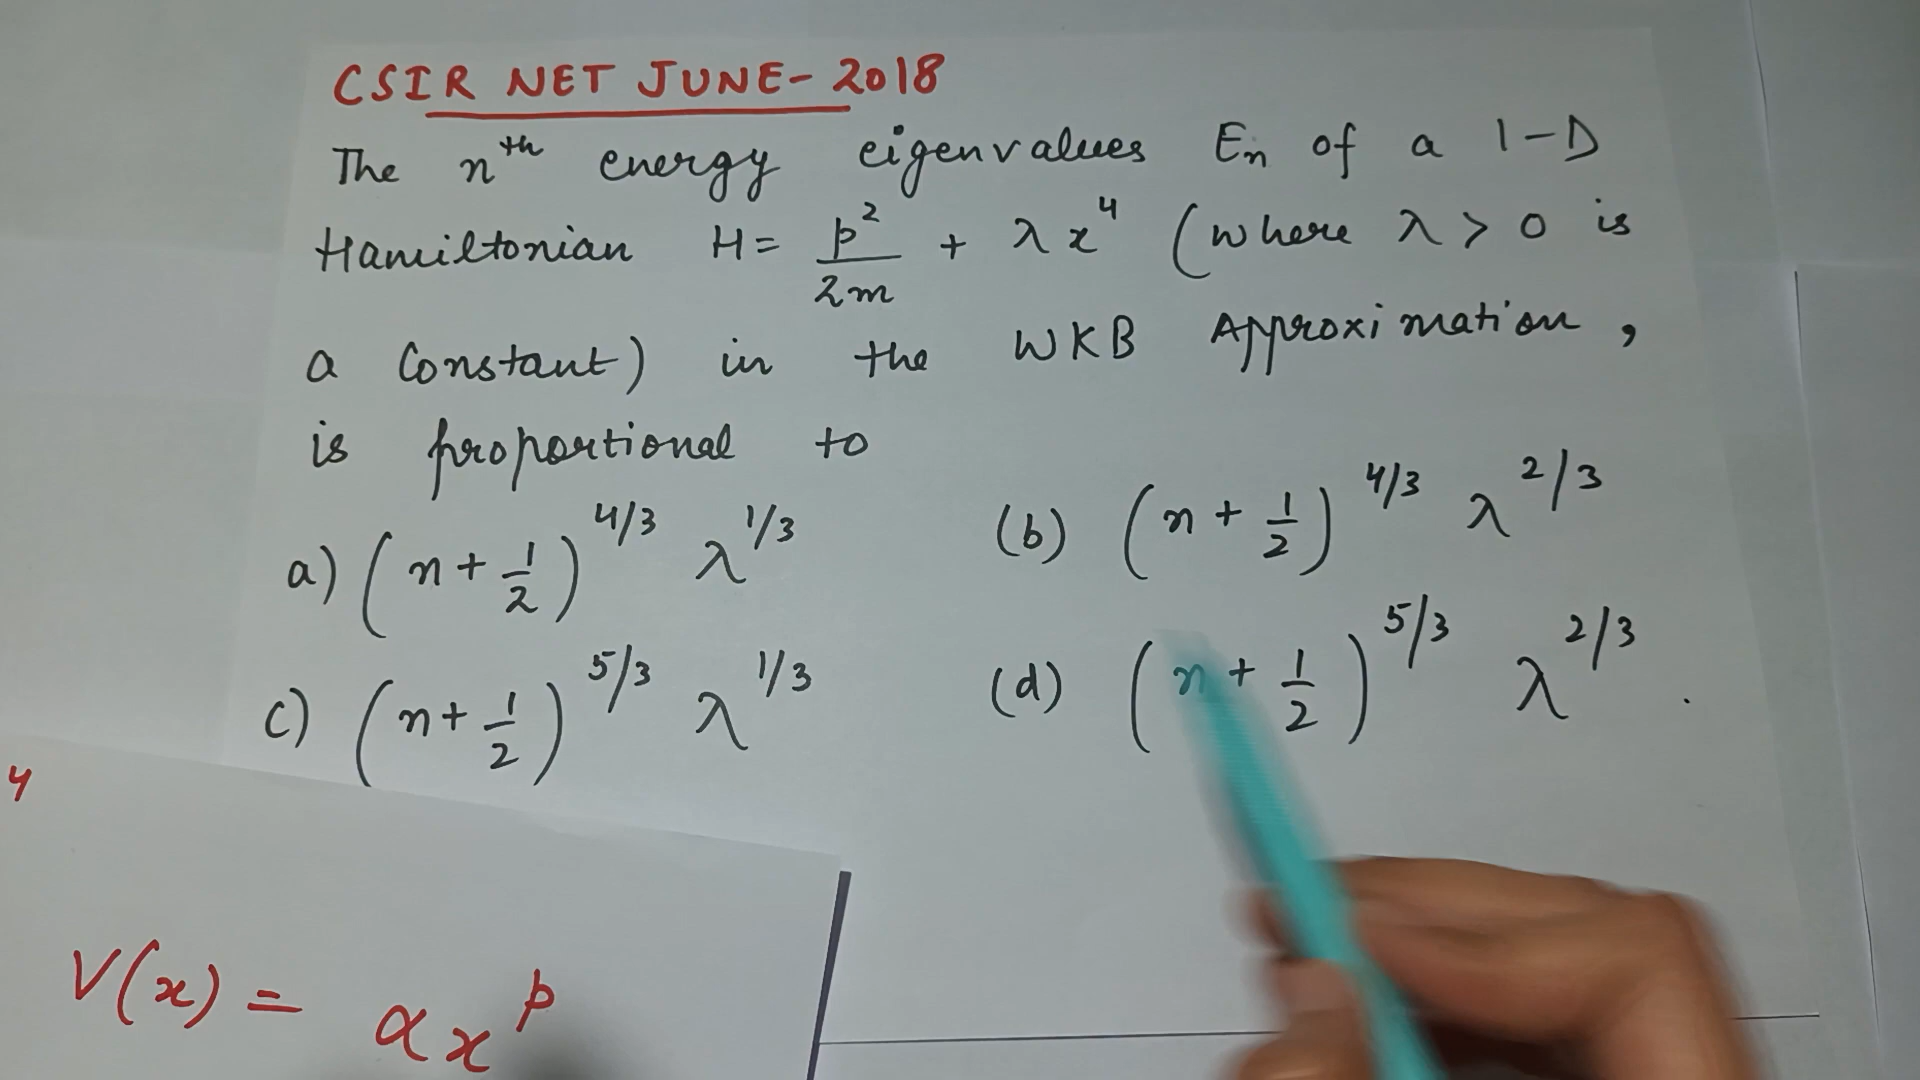 CSIR NET JUNE-2018
The nᵗʰ energy eigenvalues Eₙ of a 1-D
Hamiltonian H = p²/2m + λx⁴ (where λ > 0 is
a constant) in the WKB Approximation,
is proportional to
a) (n + 1/2)^4/3 λ^1/3 (b) (n + 1/2)^4/3 λ^2/3
c) (n + 1/2)^5/3 λ^1/3 (d) (n + 1/2)^5/3 λ^2/3.
4
V(x) = αx^p